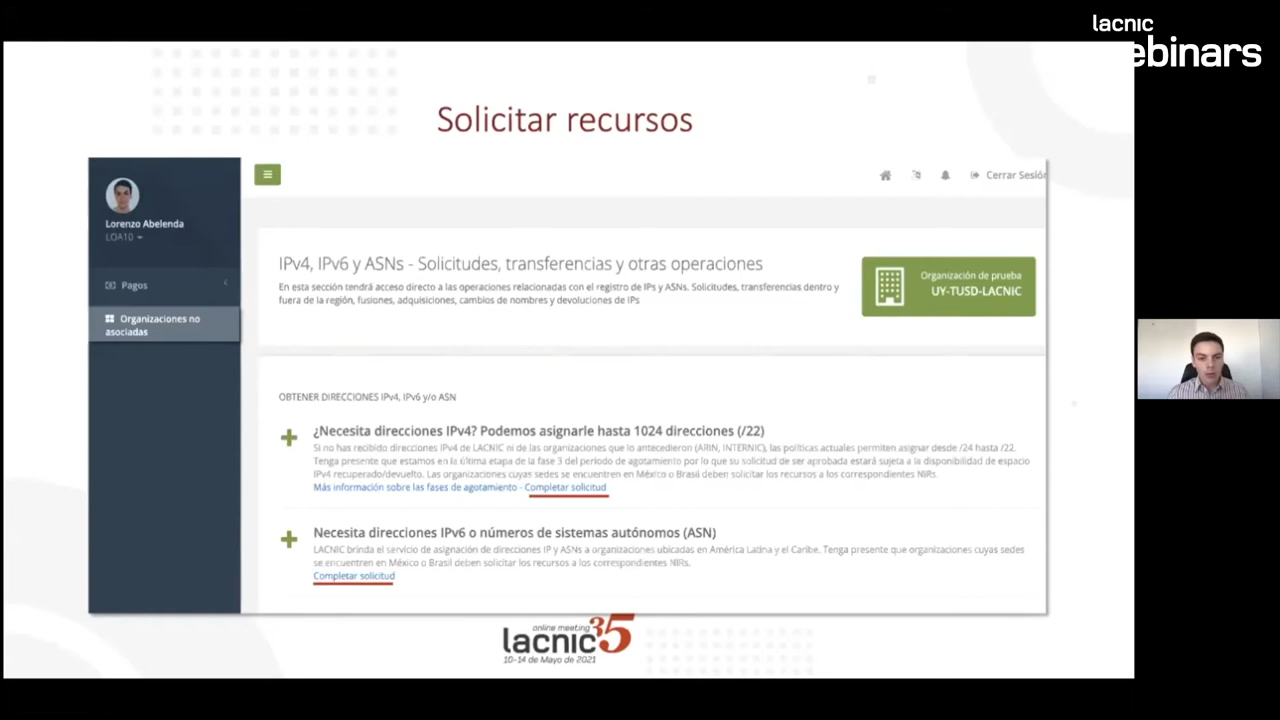 lacnic
ebinars
Solicitar recursos
Lorenzo Abelenda
LOA10
Pagos
Organizaciones no
asociadas
Cerrar Sesión
IPv4, IPv6 y ASNs - Solicitudes, transferencias y otras operaciones
En esta sección tendrá acceso directo a las operaciones relacionadas con el registro de IPs y ASNs. Solicitudes, transferencias dentro y
fuera de la región, fusiones, adquisiciones, cambios de nombres y devoluciones de IPs
Organización de prueba
UY-TUSD-LACNIC
OBTENER DIRECCIONES IPv4, IPv6 y/o ASN
¿Necesita direcciones IPv4? Podemos asignarle hasta 1024 direcciones (/22)
Si no has recibido direcciones IPv4 de LACNIC ni de las organizaciones que lo antecedieron (ARIN, INTERNIC), las políticas actuales permiten asignar desde /24 hasta /22.
Tenga presente que estamos en la última etapa de la fase 3 del periodo de agotamiento por lo que su solicitud de ser aprobada estará sujeta a la disponibilidad de espacio
IPv4 recuperado/devuelto. Las organizaciones cuyas sedes se encuentren en México o Brasil deben solicitar los recursos a los correspondientes NIRs.
Más información sobre las fases de agotamiento - Completar solicitud
Necesita direcciones IPv6 o números de sistemas autónomos (ASN)
LACNIC brinda el servicio de asignación de direcciones IP y ASNs a organizaciones ubicadas en América Latina y el Caribe. Tenga presente que organizaciones cuyas sedes
se encuentren en México o Brasil deben solicitar los recursos a los correspondientes NIRs.
Completar solicitud
online meeting
lacnic 35
10-14 de Mayo de 2021